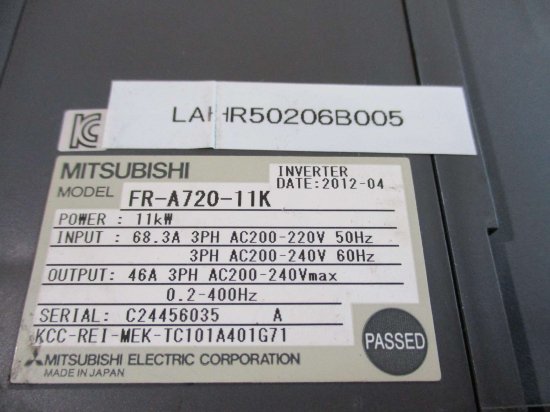 LAHR50206B005
MITSUBISHI INVERTER
MODEL FR-A720-11K DATE:2012-04
POWER : 11kW
INPUT : 68.3A 3PH AC200-220V 50Hz
3PH AC200-240V 60Hz
OUTPUT: 46A 3PH AC200-240Vmax
0.2-400Hz
SERIAL: C24456035 A
KCC-REI-MEK-TC101A401G71
PASSED
MITSUBISHI ELECTRIC CORPORATION
MADE IN JAPAN